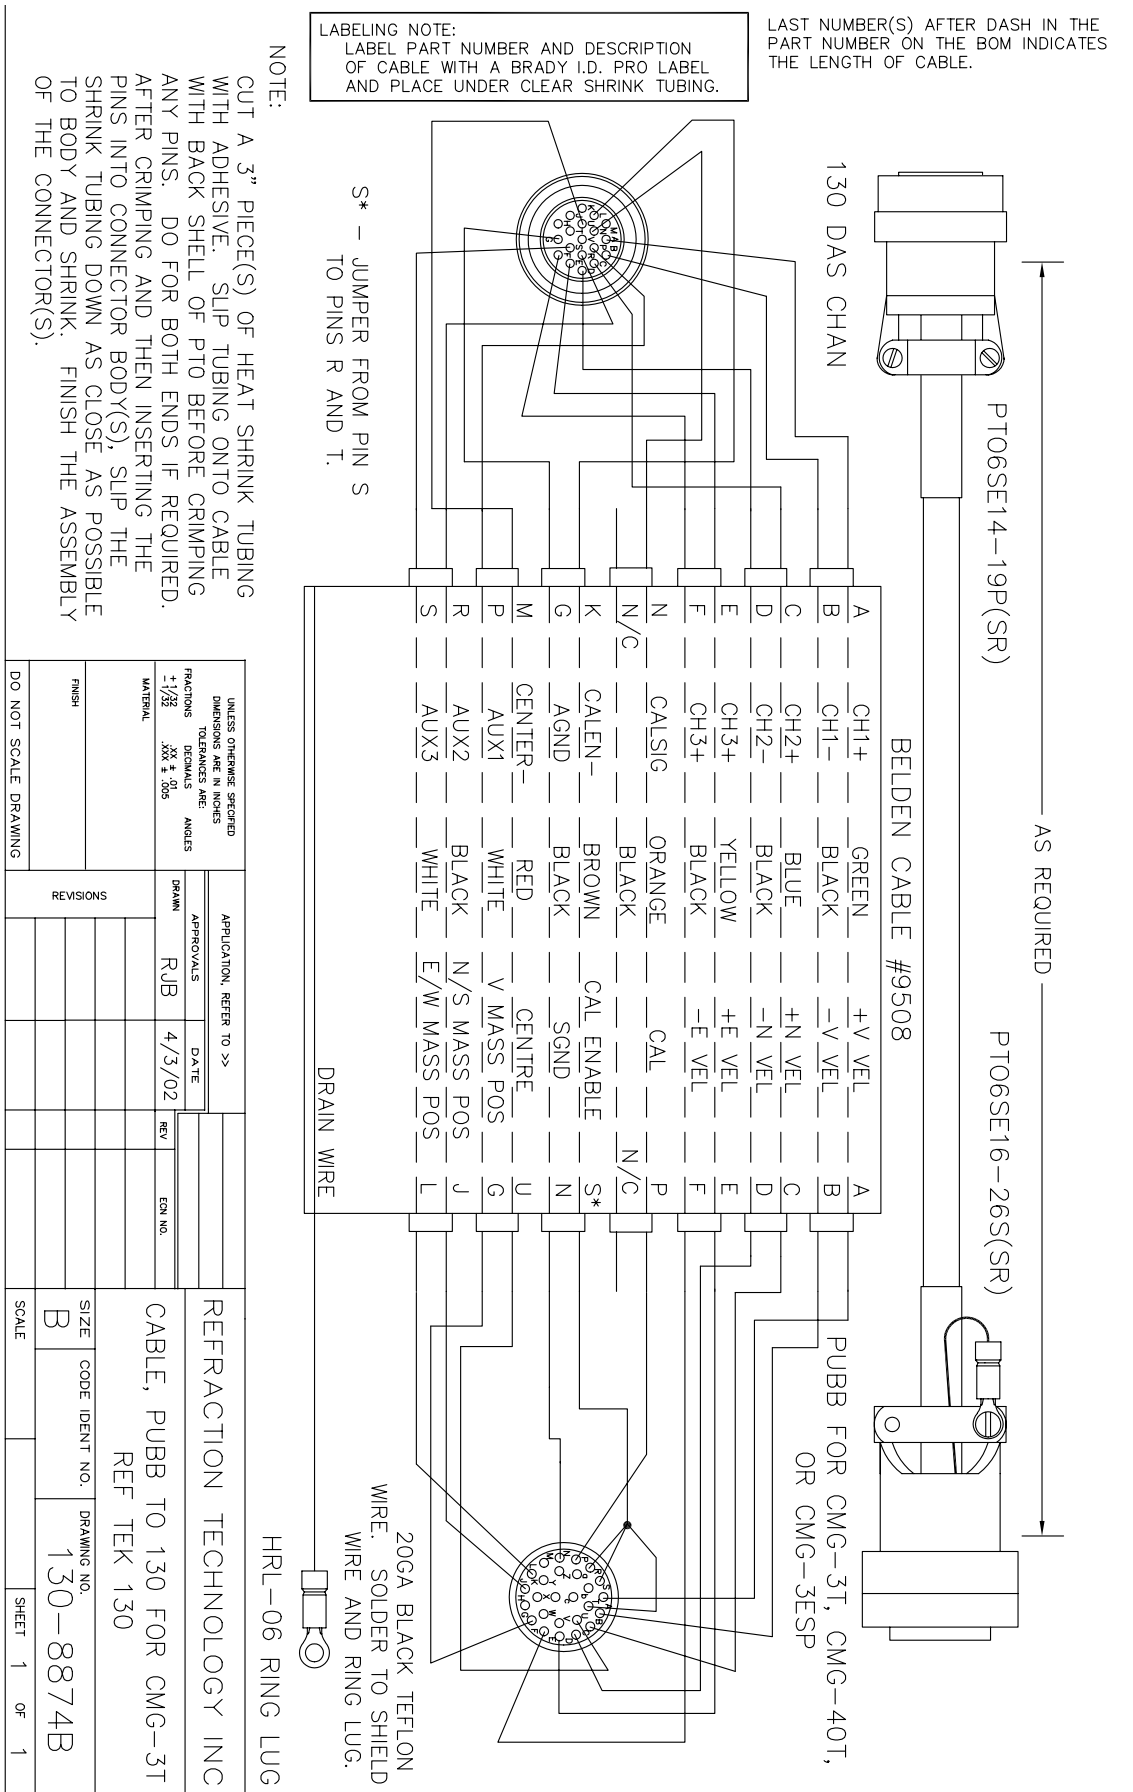 LABELING NOTE:
LABEL PART NUMBER AND DESCRIPTION
OF CABLE WITH A BRADY I.D. PRO LABEL
AND PLACE UNDER CLEAR SHRINK TUBING.
LAST NUMBER(S) AFTER DASH IN THE
PART NUMBER ON THE BOM INDICATES
THE LENGTH OF CABLE.
AS REQUIRED
130 DAS CHAN
PT06SE14-19P(SR)
PT06SE16-26S(SR)
PUBB FOR CMG-3T, CMG-40T,
OR CMG-3ESP
BELDEN CABLE #9508
A CH1+ GREEN +V VEL A
B CH1- BLACK -V VEL B
C CH2+ BLUE +N VEL C
D CH2- BLACK -N VEL D
E CH3+ YELLOW +E VEL E
F CH3+ BLACK -E VEL F
N CALSIG ORANGE CAL P
N/C BLACK N/C
K CALEN- BROWN CAL ENABLE S*
G AGND BLACK SGND N
M CENTER- RED CENTRE U
P AUX1 WHITE V MASS POS G
R AUX2 BLACK N/S MASS POS J
S AUX3 WHITE E/W MASS POS L
DRAIN WIRE
S* - JUMPER FROM PIN S
TO PINS R AND T.
20GA BLACK TEFLON
WIRE. SOLDER TO SHIELD
WIRE AND RING LUG.
HRL-06 RING LUG
NOTE:
CUT A 3" PIECE(S) OF HEAT SHRINK TUBING
WITH ADHESIVE. SLIP TUBING ONTO CABLE
WITH BACK SHELL OF PTO BEFORE CRIMPING
ANY PINS. DO FOR BOTH ENDS IF REQUIRED.
AFTER CRIMPING AND THEN INSERTING THE
PINS INTO CONNECTOR BODY(S), SLIP THE
SHRINK TUBING DOWN AS CLOSE AS POSSIBLE
TO BODY AND SHRINK. FINISH THE ASSEMBLY
OF THE CONNECTOR(S).
UNLESS OTHERWISE SPECIFIED
DIMENSIONS ARE IN INCHES
TOLERANCES ARE:
FRACTIONS DECIMALS ANGLES
+ 1/32 .XX ± .01
- 1/32 .XXX ± .005
MATERIAL
FINISH
DO NOT SCALE DRAWING
APPLICATION, REFER TO >>
APPROVALS DATE
DRAWN RJB 4/3/02
REVISIONS
REV ECN NO.
REFRACTION TECHNOLOGY INC
CABLE, PUBB TO 130 FOR CMG-3T
REF TEK 130
SIZE CODE IDENT NO. DRAWING NO.
B 130-8874B
SCALE SHEET 1 OF 1